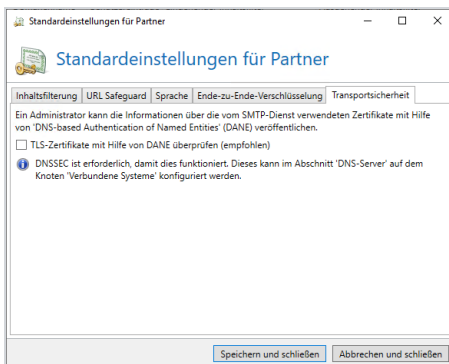 Standardeinstellungen für Partner
Standardeinstellungen für Partner
Inhaltsfilterung URL Safeguard Sprache Ende-zu-Ende-Verschlüsselung Transportsicherheit
Ein Administrator kann die Informationen über die vom SMTP-Dienst verwendeten Zertifikate mit Hilfe
von 'DNS-based Authentication of Named Entities' (DANE) veröffentlichen.
TLS-Zertifikate mit Hilfe von DANE überprüfen (empfohlen)
DNSSEC ist erforderlich, damit dies funktioniert. Dieses kann im Abschnitt 'DNS-Server' auf dem
Knoten 'Verbundene Systeme' konfiguriert werden.
Speichern und schließen Abbrechen und schließen